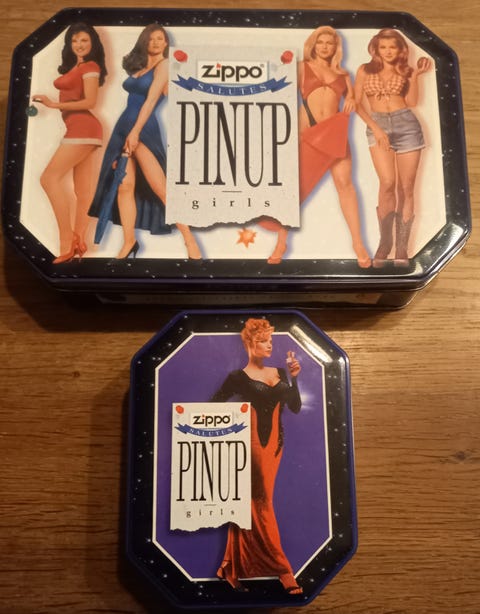 Zippo
SALUTES
PINUP
girls
Zippo
SALUTES
PINUP
girls